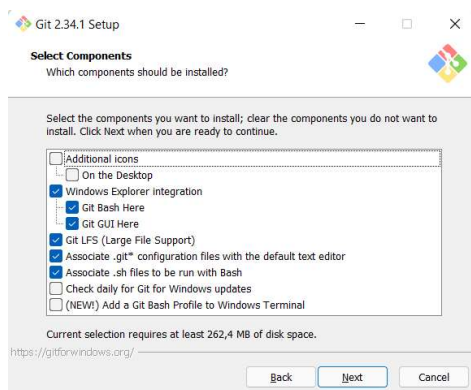 Git 2.34.1 Setup
Select Components
Which components should be installed?
Select the components you want to install; clear the components you do not want to
install. Click Next when you are ready to continue.
Additional icons
On the Desktop
Windows Explorer integration
Git Bash Here
Git GUI Here
Git LFS (Large File Support)
Associate .git* configuration files with the default text editor
Associate .sh files to be run with Bash
Check daily for Git for Windows updates
(NEW!) Add a Git Bash Profile to Windows Terminal
Current selection requires at least 262,4 MB of disk space.
https://gitforwindows.org/
Back Next Cancel